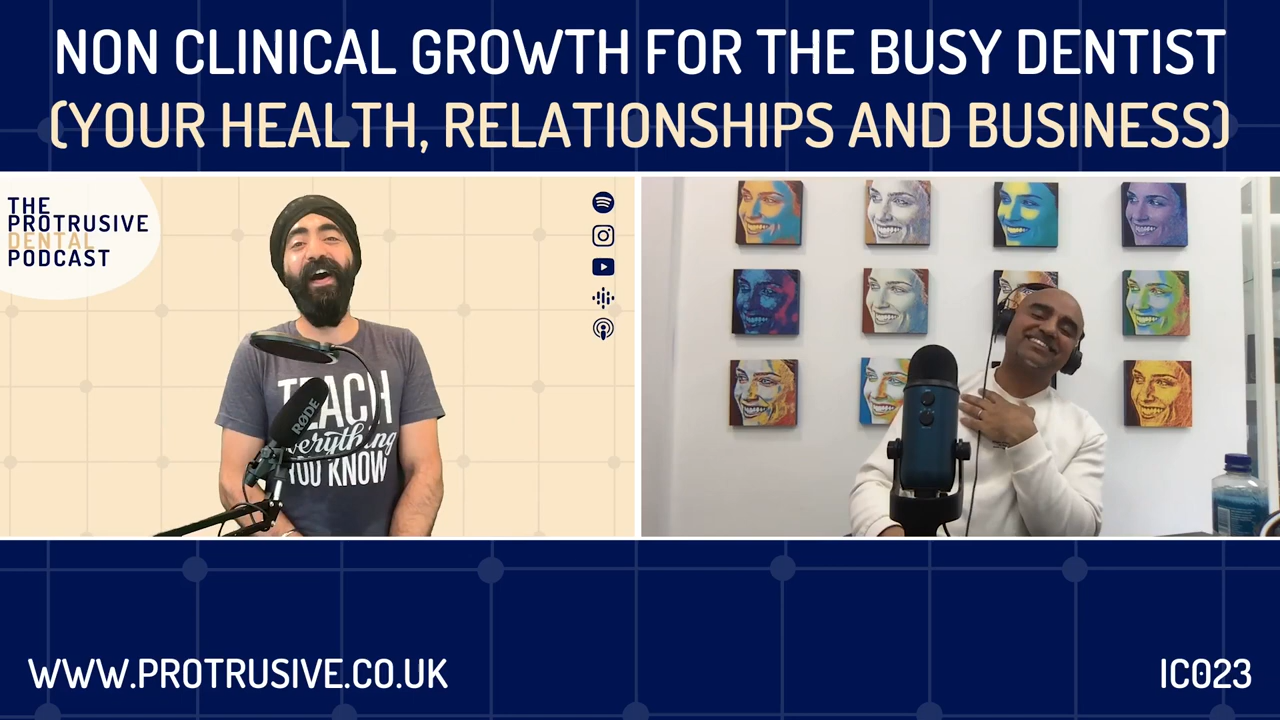 NON CLINICAL GROWTH FOR THE BUSY DENTIST
(YOUR HEALTH, RELATIONSHIPS AND BUSINESS)
THE
PROTRUSIVE
DENTAL
PODCAST
TEACH
everything
YOU KNOW
RØDE
WWW.PROTRUSIVE.CO.UK
IC023